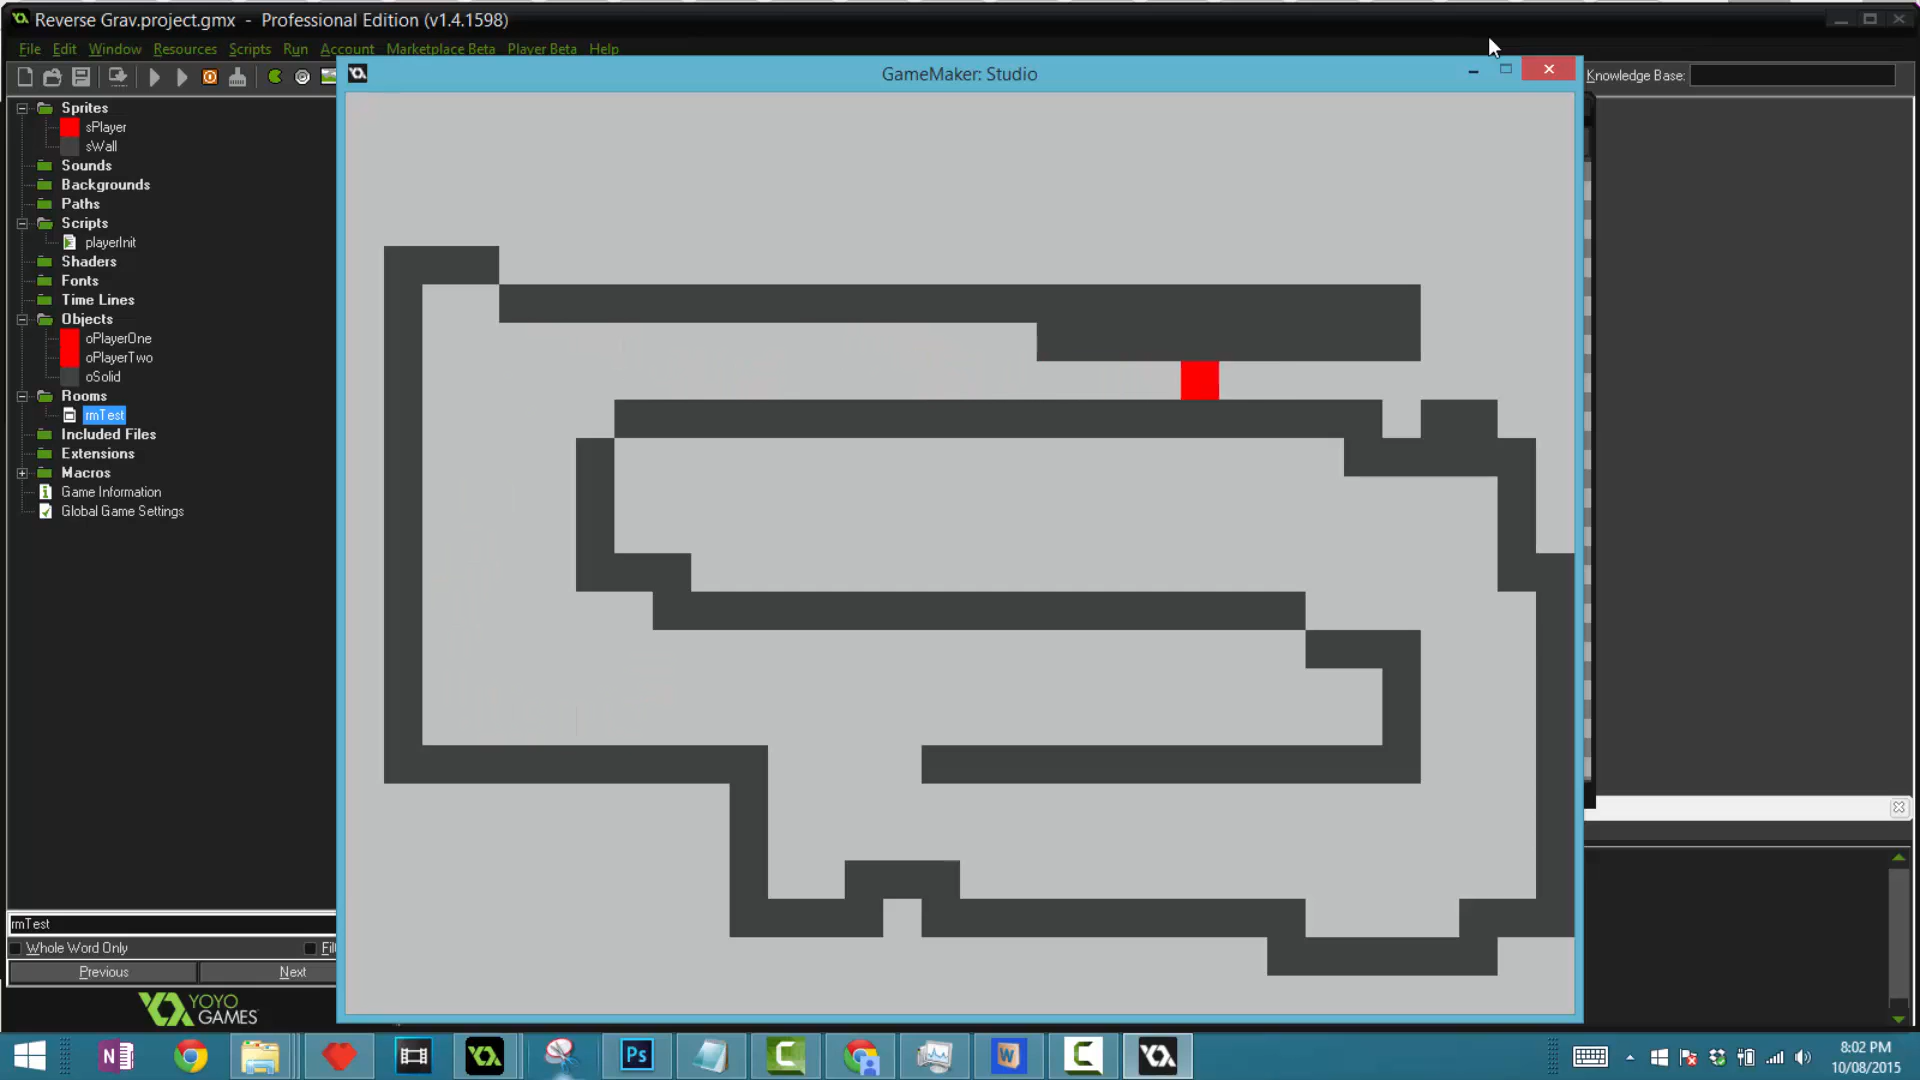 Reverse Grav.project.gmx - Professional Edition (v1.4.1598)
File Edit Window Resources Scripts Run Account Marketplace Beta Player Beta Help
GameMaker: Studio
Knowledge Base:
Sprites
sPlayer
sWall
Sounds
Backgrounds
Paths
Scripts
playerInit
Shaders
Fonts
Time Lines
Objects
oPlayerOne
oPlayerTwo
oSolid
Rooms
rmTest
Included Files
Extensions
Macros
Game Information
Global Game Settings
rmTest
Whole Word Only
Previous Next
YOYO
GAMES
N
Ps
W
8:02 PM
10/08/2015